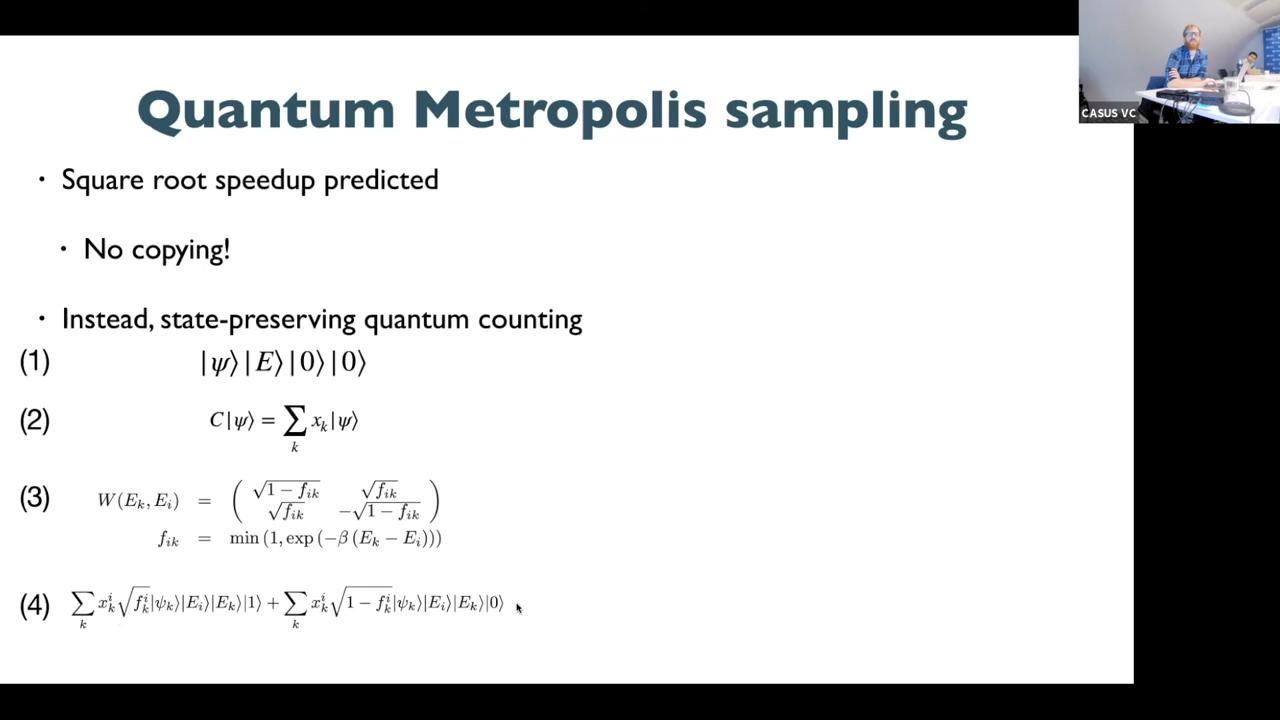 Quantum Metropolis sampling
• Square root speedup predicted
• No copying!
• Instead, state-preserving quantum counting
(1) |ψ⟩|E⟩|0⟩|0⟩
(2) C|ψ⟩ = ∑_k x_k|ψ⟩
(3) W(E_k, E_i) = ( √(1 − f_ik) √(f_ik) ; √(f_ik) −√(1 − f_ik) )
f_ik = min (1, exp (−β (E_k − E_i)))
(4) ∑_k x_k^i √(f_k^i)|ψ_k⟩|E_i⟩|E_k⟩|1⟩ + ∑_k x_k^i √(1 − f_k^i)|ψ_k⟩|E_i⟩|E_k⟩|0⟩
CASUS VC